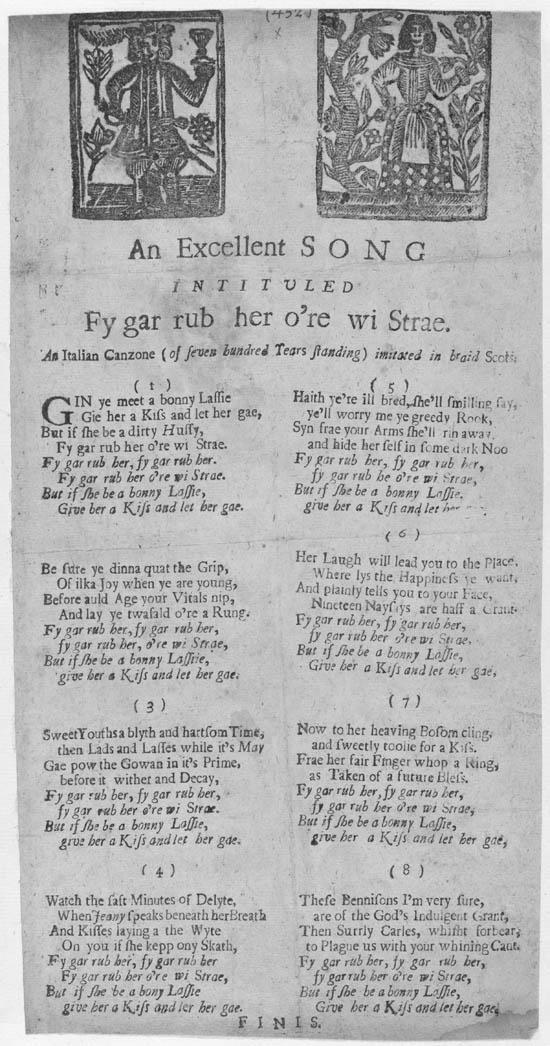 (432)
An Excellent SONG
INTITULED
Fy gar rub her o're wi Strae.
An Italian Canzone (of seven hundred Tears standing) imitated in braid Scots
(1)
GIN ye meet a bonny Lassie
Gie her a Kiss and let her gae,
But if she be a dirty Hussy,
Fy gar rub her o're wi Strae.
Fy gar rub her, fy gar rub her.
Fy gar rub her o're wi Strae.
But if she be a bonny Lassie,
Give her a Kiss and let her gae.
Be sure ye dinna quat the Grip,
Of ilka Joy when ye are young,
Before auld Age your Vitals nip,
And lay ye twafald o're a Rung.
Fy gar rub her, fy gar rub her,
fy gar rub her, o're wi Strae,
But if she be a bonny Lassiie,
give her a Kiss and let her gae.
(3)
Sweet Youthsa blyth and hartsom Time,
then Lads and Lasses while it's May
Gae pow the Gowan in it's Prime,
before it wither and Decay,
Fy gar rub her, fy gar rub her,
fy gar rub her o're wi Strae.
But if she be a bonny Lassie,
give her a Kiss and let her gae.
(4)
Watch the fast Minutes of Delyte,
When Jeany speaks beneath her Breath
And Kisses laying a the Wyte
On you if she kepp ony Skath,
Fy gar rub her, fy gar rub her
Fy gar rub her o're wi Strae,
But if she be a bony Lassie
give her a Kiss and ler her gae.
(5)
Haith ye're ill bred, she'll smilling say,
ye'll worry me ye greedy Rook,
Syn frae your Arms she'll rin away,
and hide her self in some dark Noo
Fy gar rub her, fy gar rub her,
fy gar rub he o're wi Strae,
But if she be a bonny Lassie.
give her a Kiss and let her gae.
(6)
Her Laugh will lead you to the Place,
Where lys the Happiness ye want,
And plainly tells you to your Face,
Nineteen Naysays are haff a Grant.
Fy gar rub her, fy gar rub her,
fy gar rub her o're wi Strae.
But if she be a bonny Lassie,
Give her a Kiss and let her gae,
(7)
Now to her heaving Bosom cling,
and sweetly toolie for a Kiss.
Frae her fair Finger whop a Ring,
as Taken of a future Bless.
Fy gar rub her, fy gar rub her,
fy gar rub her o're wi Strae,
But if she be a bonny Lassie,
give her a Kiss and let her gae,
(8)
These Bennisons I'm very sure,
are of the God's Indulgent Grant,
Then Surrly Carles, whisht forbear,
to Plague us with your whining Cant.
Fy gar rub her, fy gar rub her,
fy gar rub her o're wi Strae,
But if she be a bonny Lassie,
Give her a Kiss and let her gae,
FINIS.